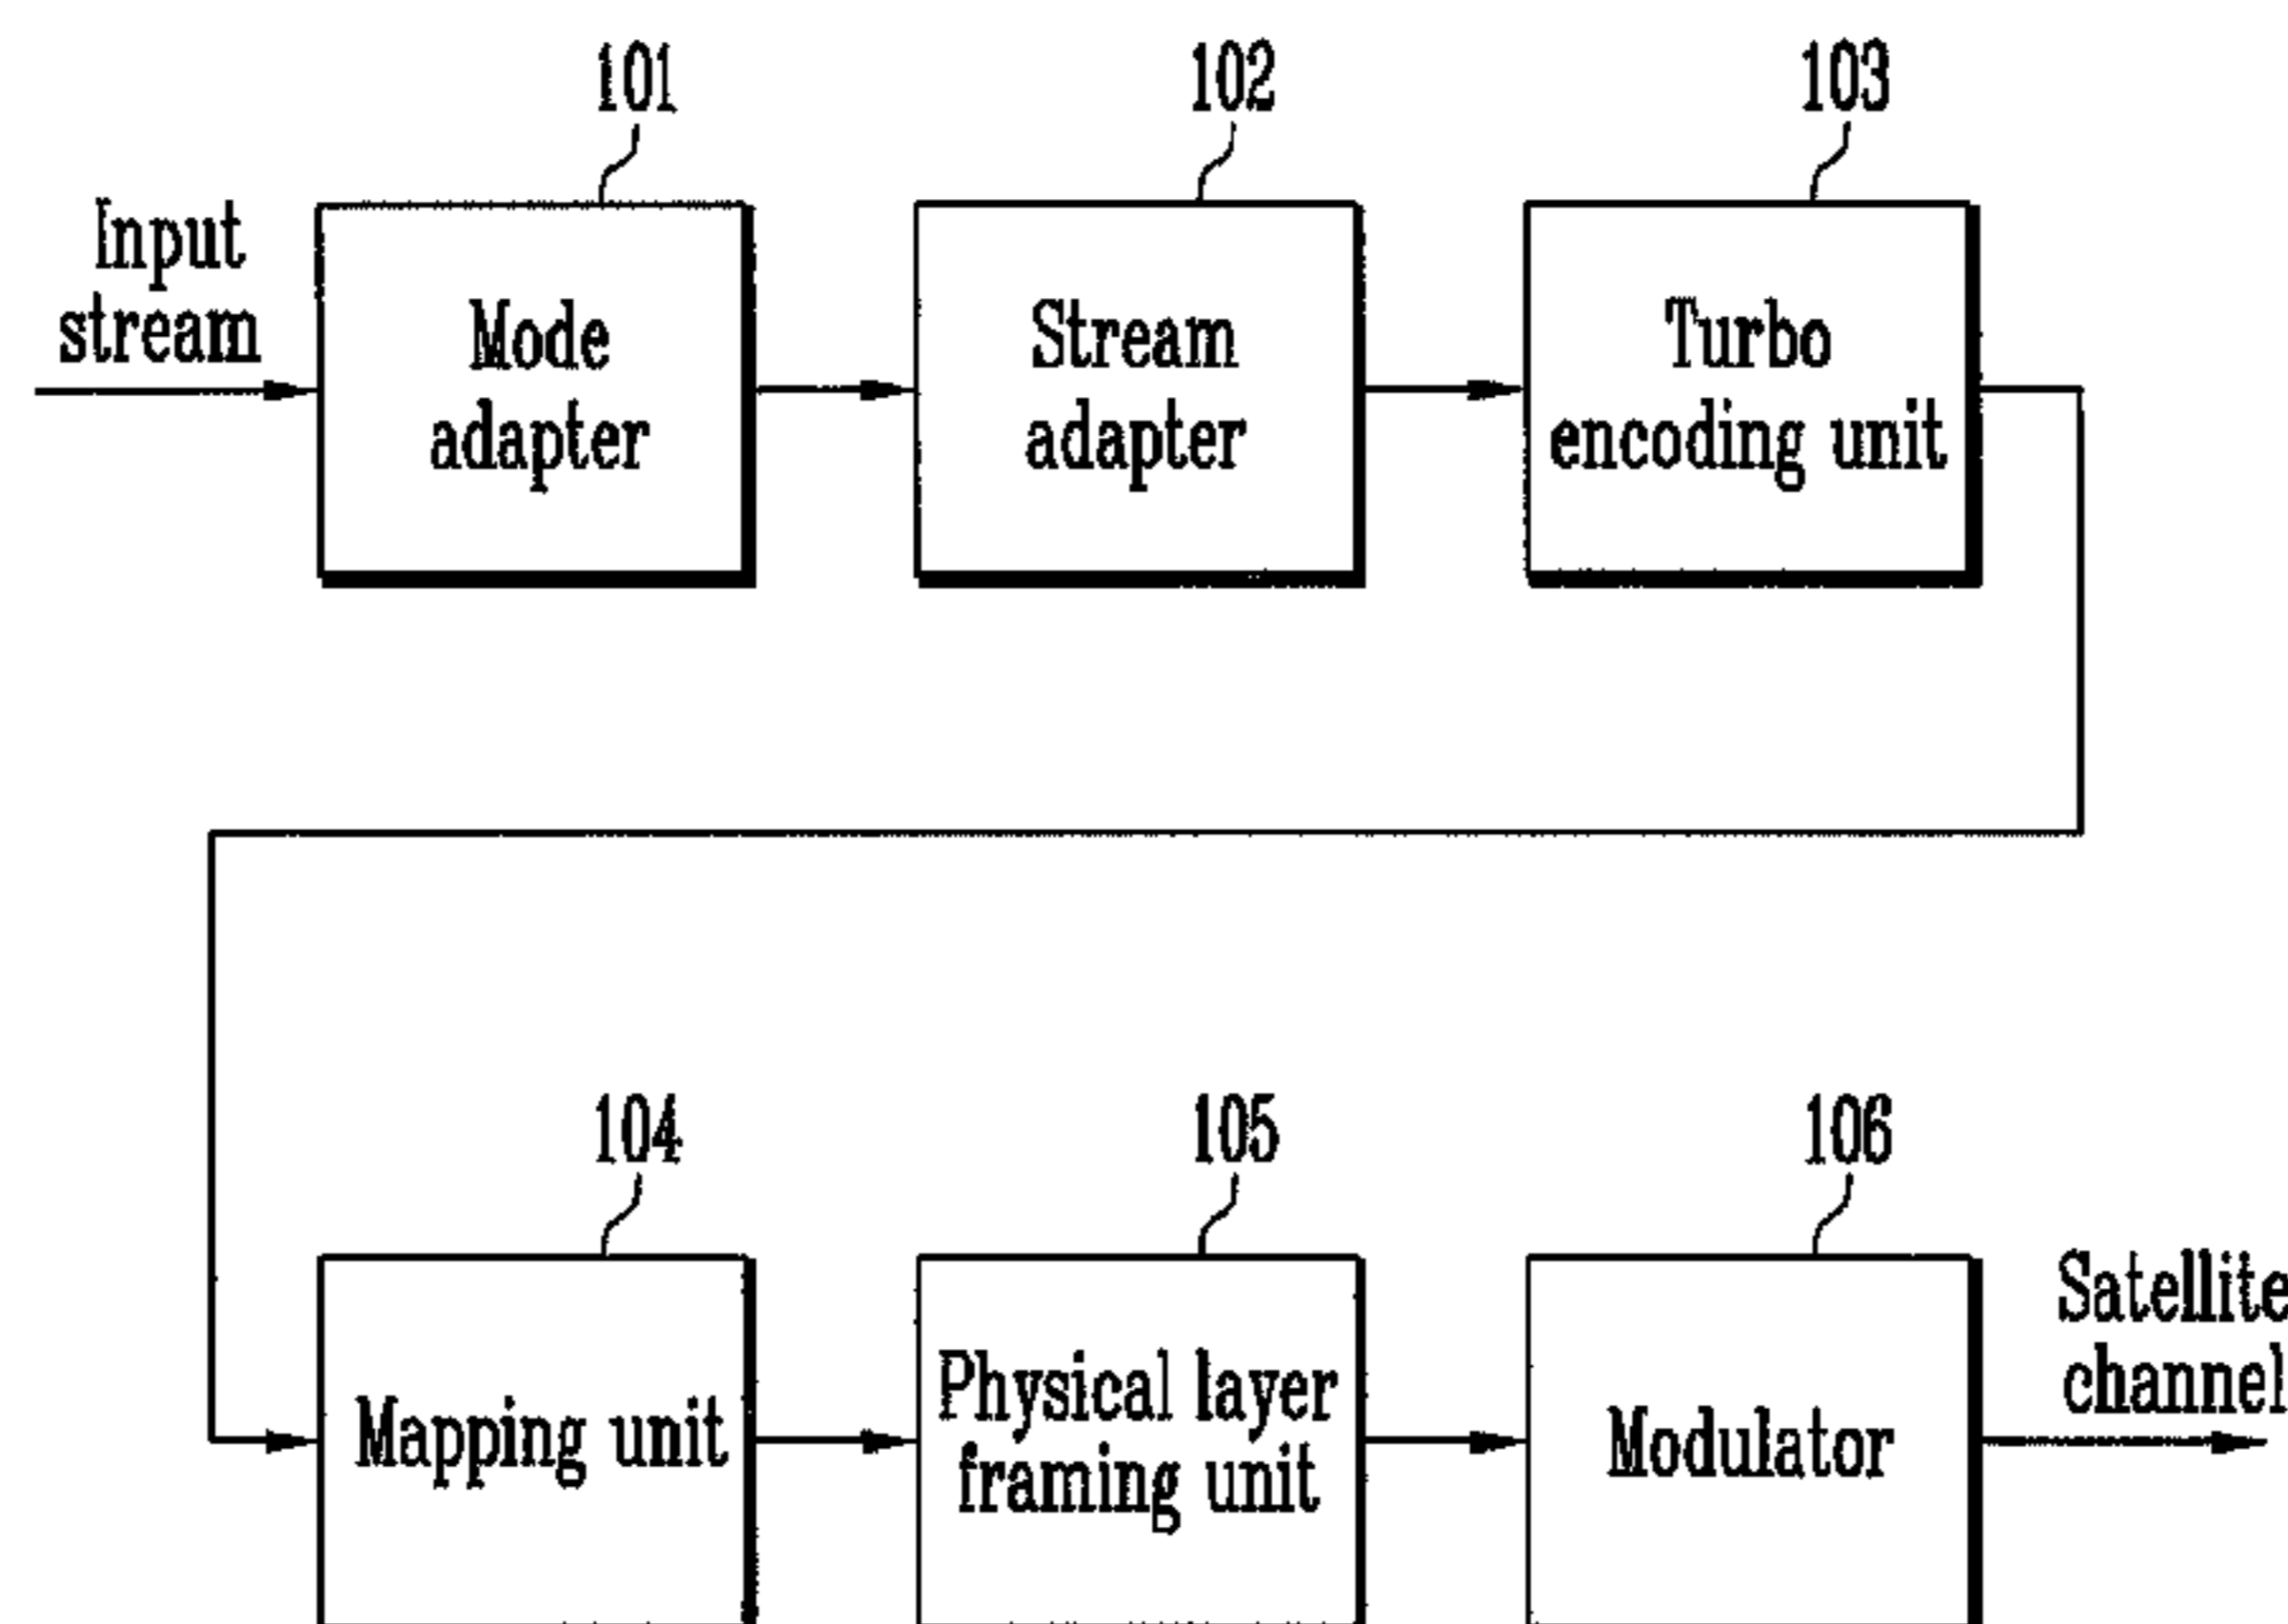 101
102
103
Input
stream
Mode
adapter
Stream
adapter
Turbo
encoding unit
104
105
106
Mapping unit
Physical layer
framing unit
Modulator
Satellite
channel